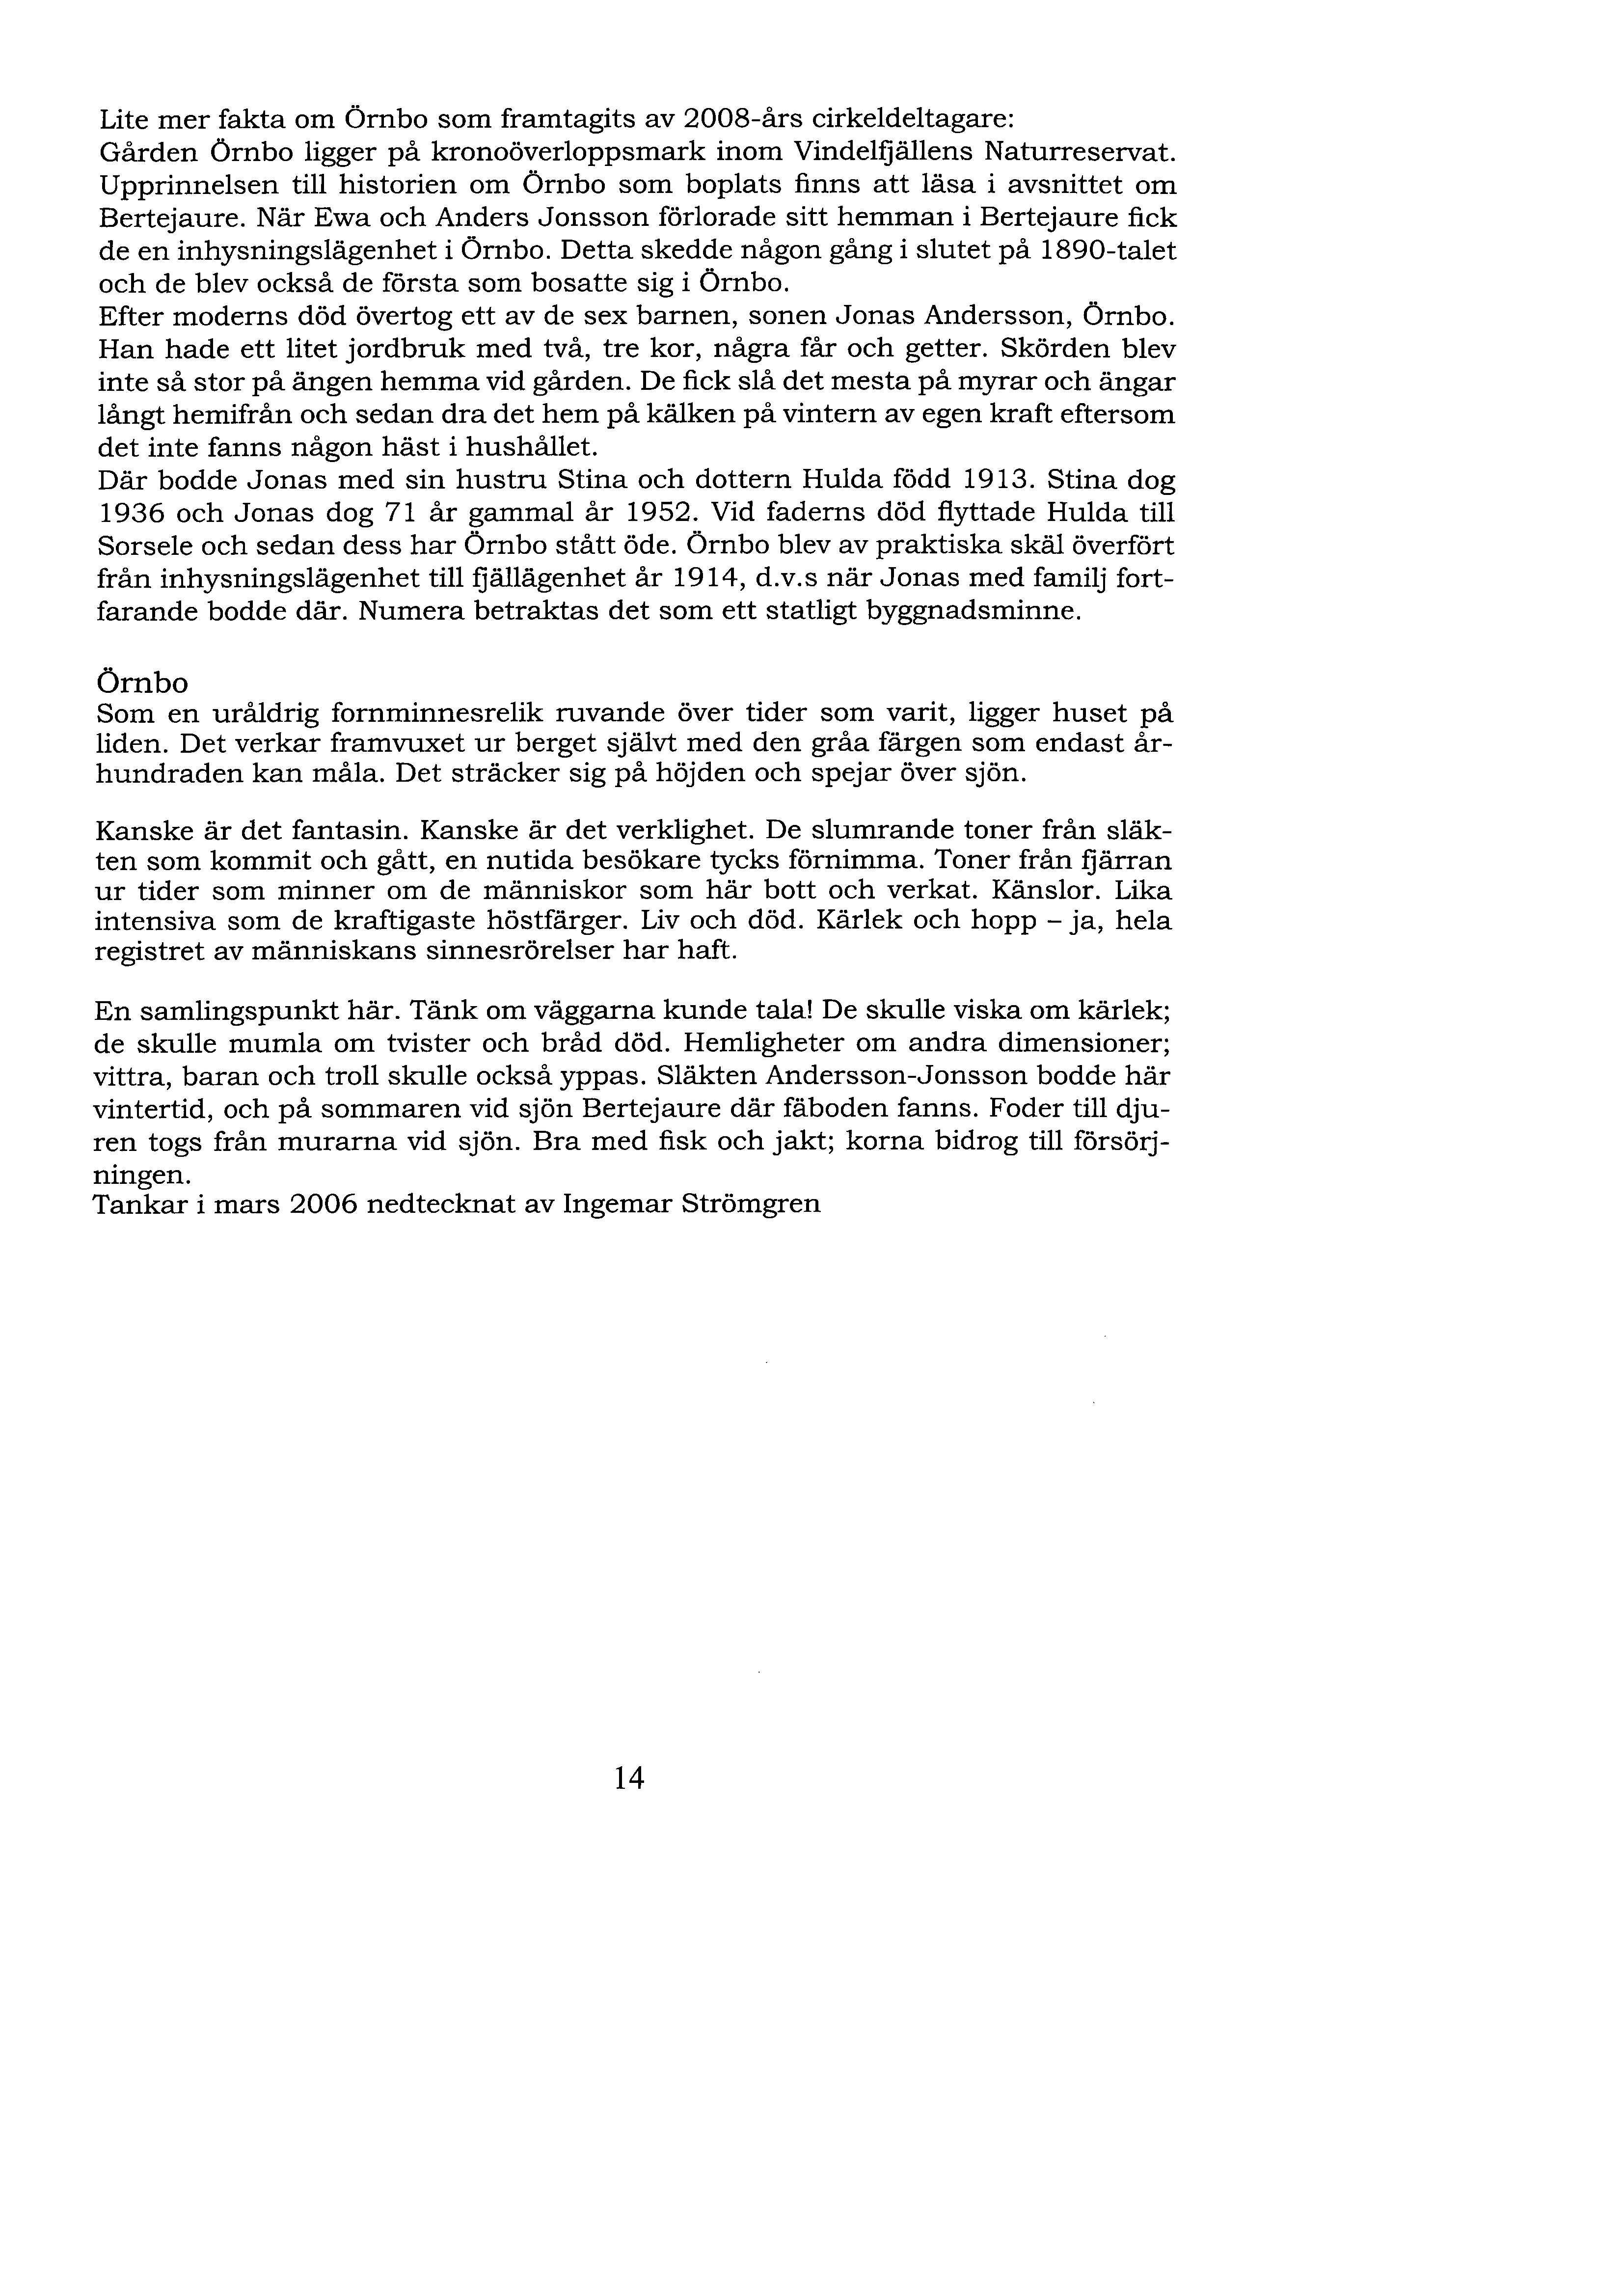 Lite mer fakta om Örnbo som framtagits av 2008-års cirkeldeltagare:
Gården Örnbo ligger på kronoöverloppsmark inom Vindelfjällens Naturreservat.
Upprinnelsen till historien om Örnbo som boplats finns att läsa i avsnittet om
Bertejaure. När Ewa och Anders Jonsson förlorade sitt hemman i Bertejaure fick
de en inhysningslägenhet i Örnbo. Detta skedde någon gång i slutet på 1890-talet
och de blev också de första som bosatte sig i Örnbo.
Efter moderns död övertog ett av de sex barnen, sonen Jonas Andersson, Örnbo.
Han hade ett litet jordbruk med två, tre kor, några får och getter. Skörden blev
inte så stor på ängen hemma vid gården. De fick slå det mesta på myrar och ängar
långt hemifrån och sedan dra det hem på kälken på vintern av egen kraft eftersom
det inte fanns någon häst i hushållet.
Där bodde Jonas med sin hustru Stina och dottern Hulda född 1913. Stina dog
1936 och Jonas dog 71 år gammal år 1952. Vid faderns död flyttade Hulda till
Sorsele och sedan dess har Örnbo stått öde. Örnbo blev av praktiska skäl överfört
från inhysningslägenhet till fjällägenhet år 1914, d.v.s när Jonas med familj fort-
farande bodde där. Numera betraktas det som ett statligt byggnadsminne.
Örnbo
Som en uråldrig fornminnesrelik ruvande över tider som varit, ligger huset på
liden. Det verkar framvuxet ur berget självt med den gråa färgen som endast år-
hundraden kan måla. Det sträcker sig på höjden och spejar över sjön.
Kanske är det fantasin. Kanske är det verklighet. De slumrande toner från släk-
ten som kommit och gått, en nutida besökare tycks förnimma. Toner från fjärran
ur tider som minner om de människor som här bott och verkat. Känslor. Lika
intensiva som de kraftigaste höstfärger. Liv och död. Kärlek och hopp – ja, hela
registret av människans sinnesrörelser har haft.
En samlingspunkt här. Tänk om väggarna kunde tala! De skulle viska om kärlek;
de skulle mumla om tvister och bråd död. Hemligheter om andra dimensioner;
vittra, baran och troll skulle också yppas. Släkten Andersson-Jonsson bodde här
vintertid, och på sommaren vid sjön Bertejaure där fäboden fanns. Foder till dju-
ren togs från murarna vid sjön. Bra med fisk och jakt; korna bidrog till försörj-
ningen.
Tankar i mars 2006 nedtecknat av Ingemar Strömgren
14